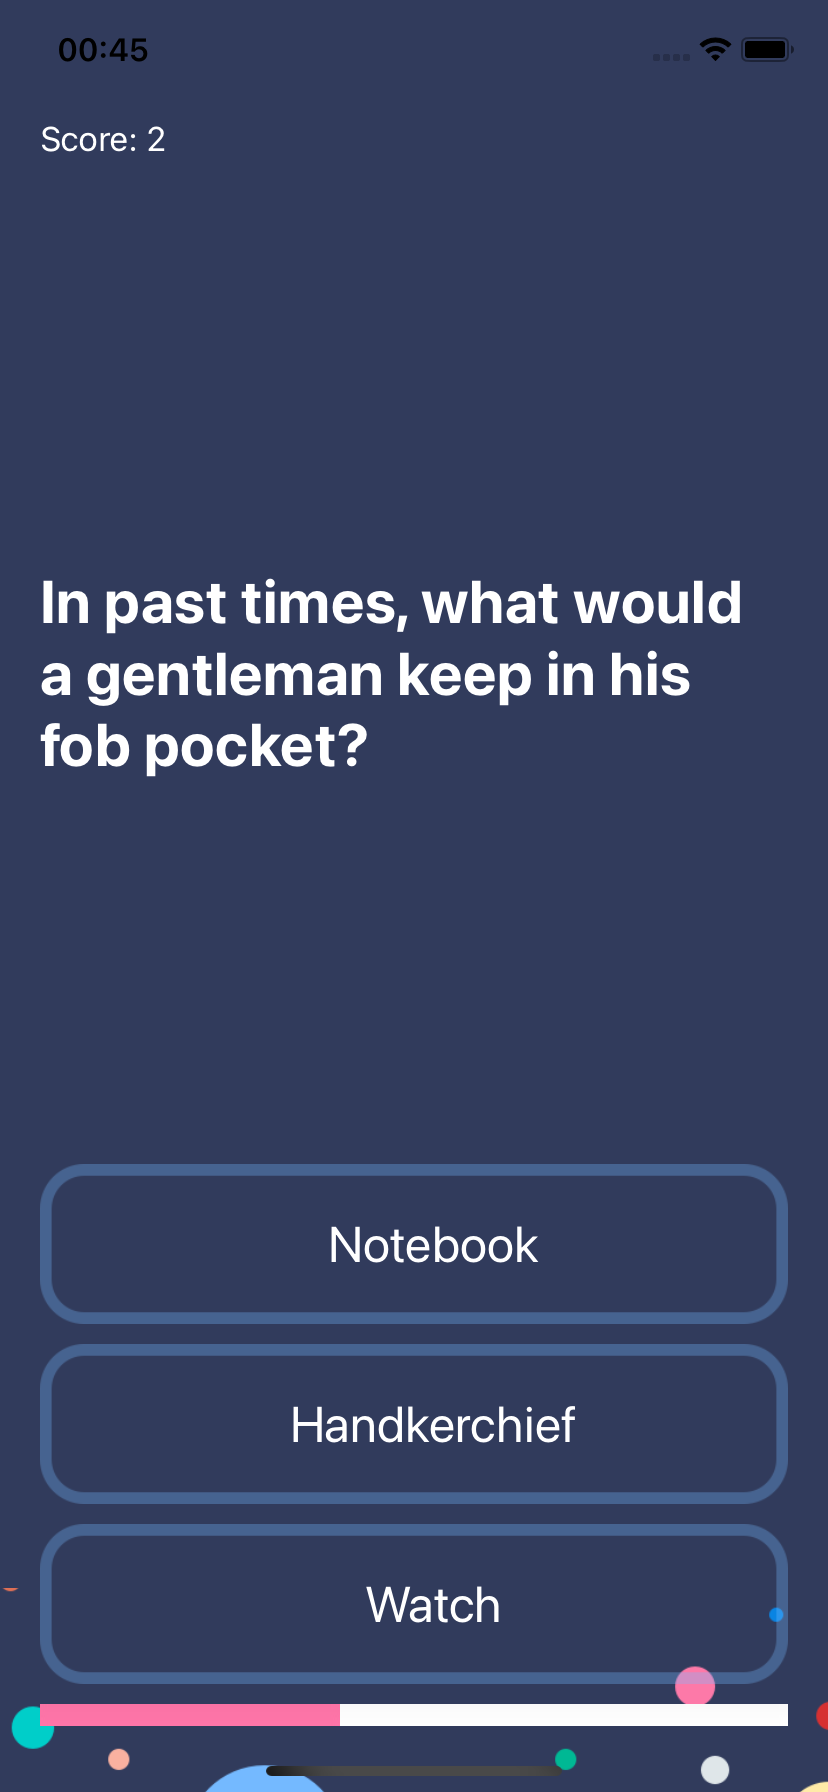 00:45
Score: 2
In past times, what would
a gentleman keep in his
fob pocket?
Notebook
Handkerchief
Watch